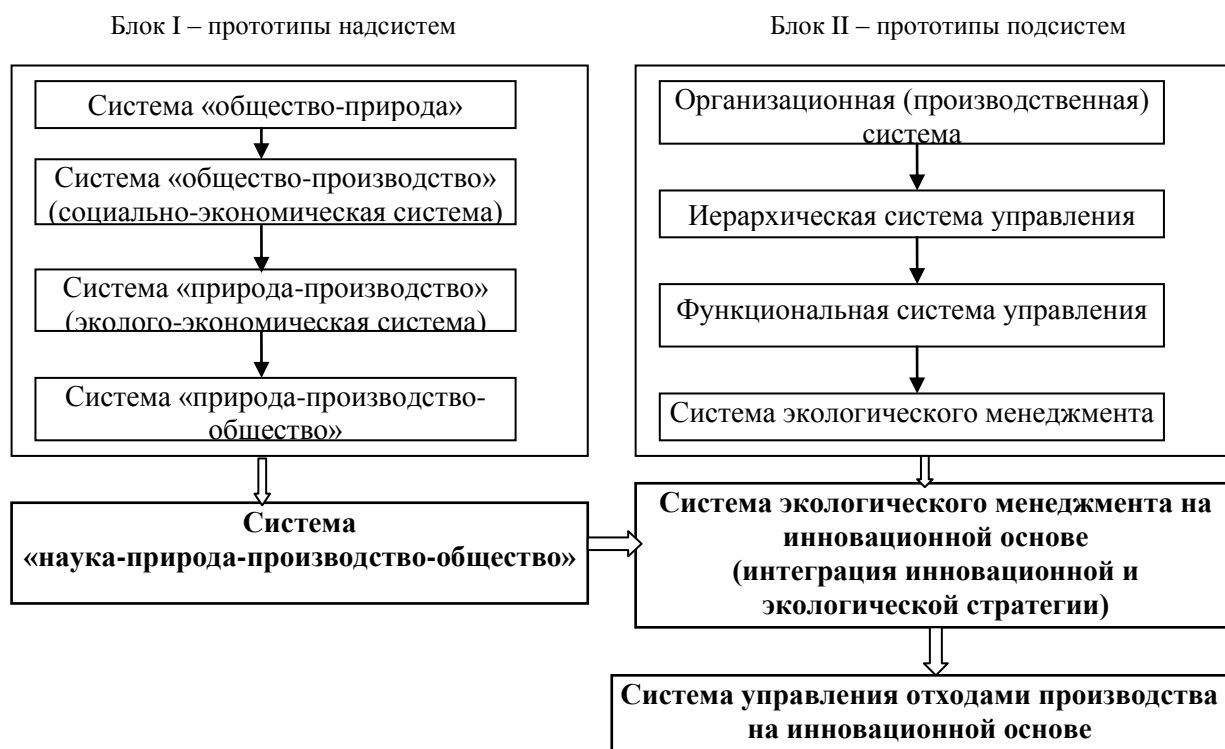 Блок I – прототипы надсистем
Система «общество-природа»
Система «общество-производство»
(социально-экономическая система)
Система «природа-производство»
(эколого-экономическая система)
Система «природа-производство-
общество»
Система
«наука-природа-производство-общество»
Блок II – прототипы подсистем
Организационная (производственная)
система
Иерархическая система управления
Функциональная система управления
Система экологического менеджмента
Система экологического менеджмента на
инновационной основе
(интеграция инновационной и
экологической стратегии)
Система управления отходами производства
на инновационной основе